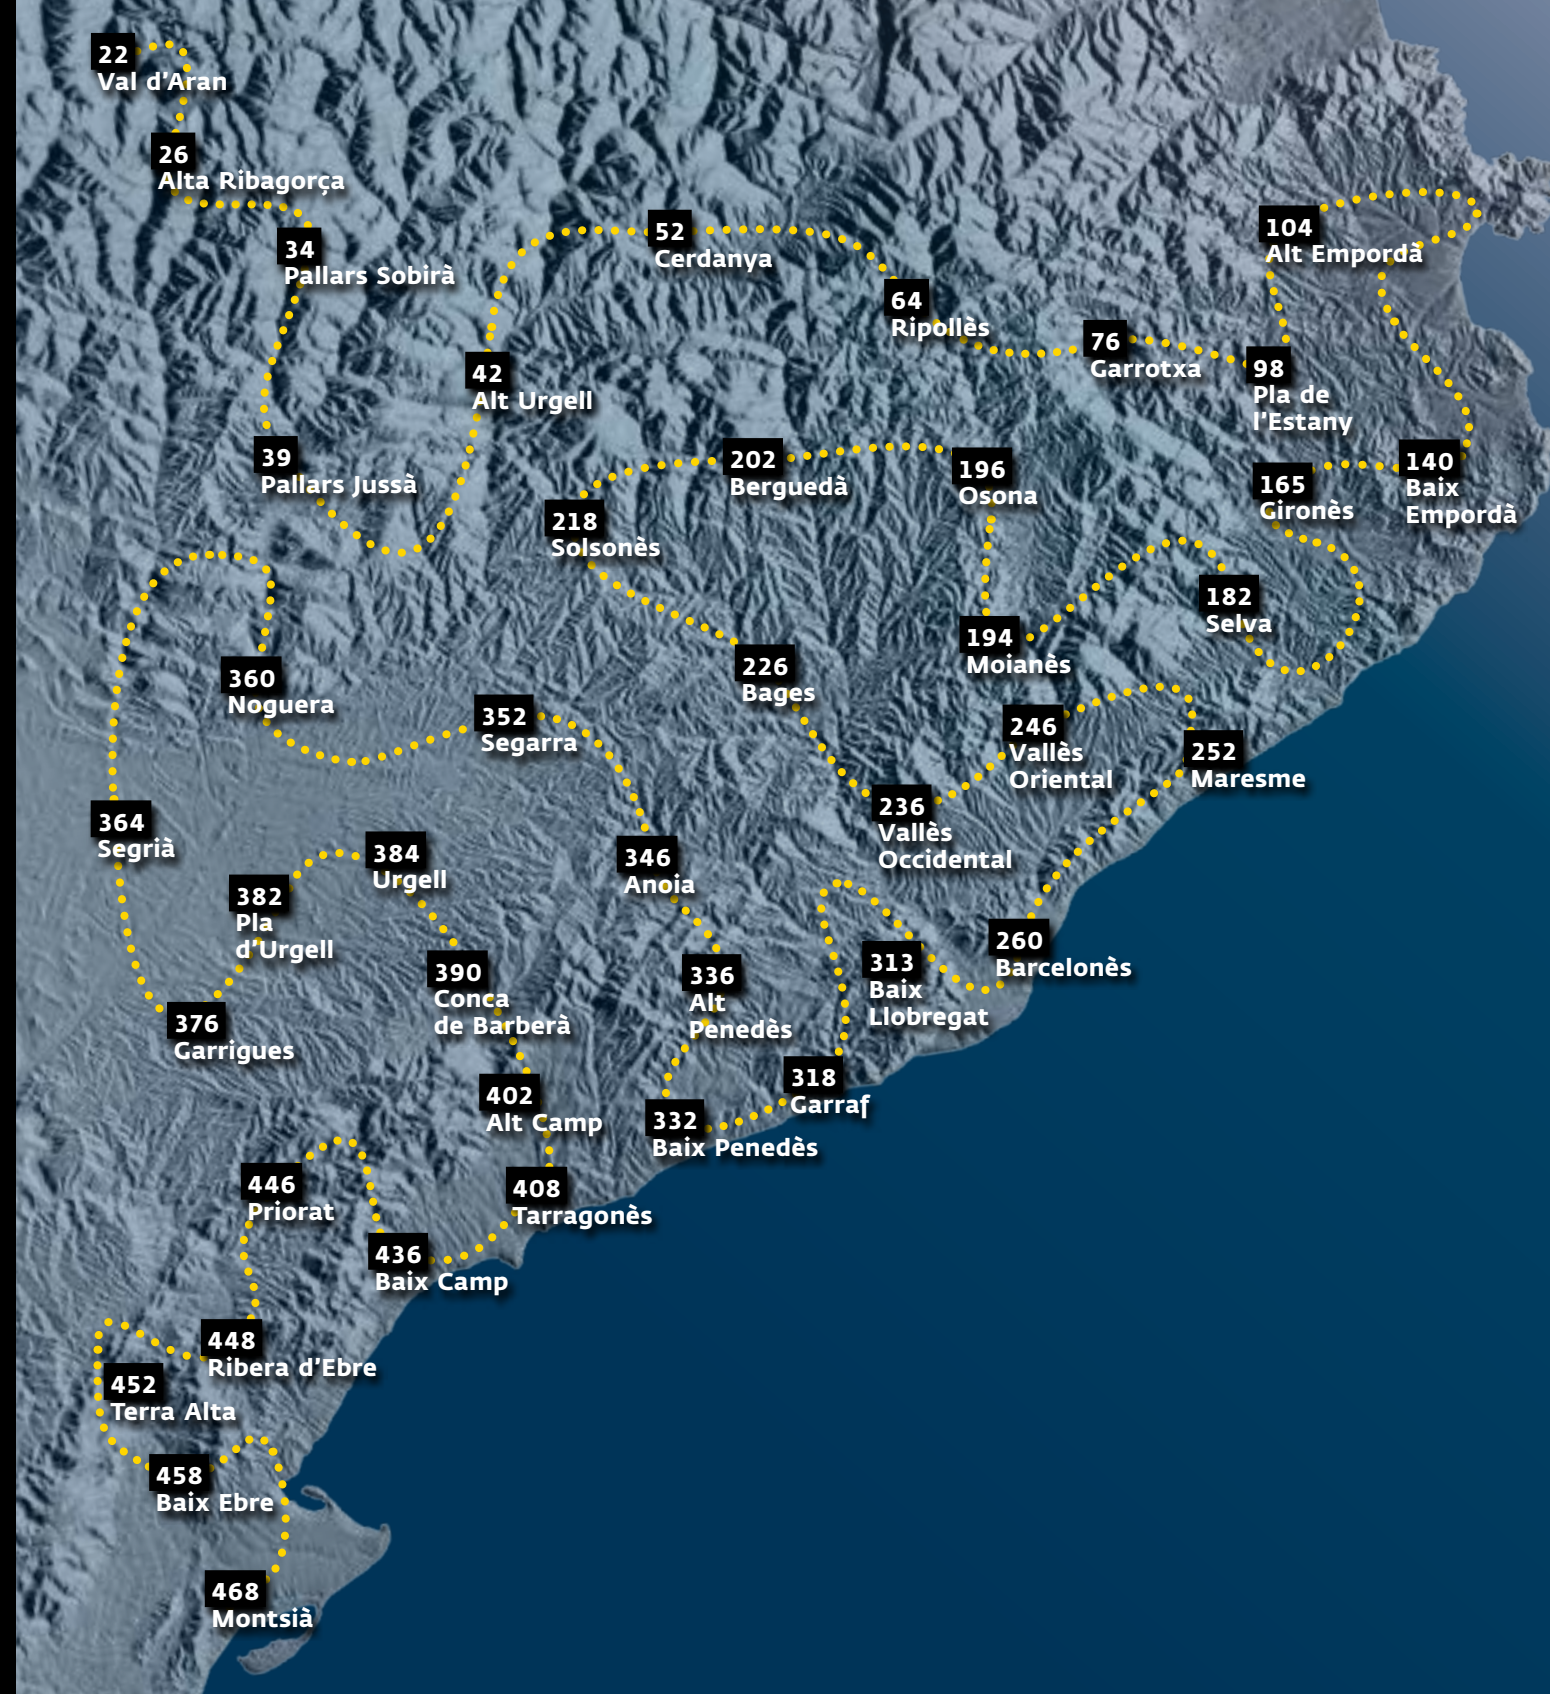 22
Val d'Aran
26
Alta Ribagorça
34
Pallars Sobirà
39
Pallars Jussà
42
Alt Urgell
52
Cerdanya
64
Ripollès
76
Garrotxa
98
Pla de
l'Estany
104
Alt Empordà
140
Baix
Empordà
165
Gironès
182
Selva
194
Moianès
196
Osona
202
Berguedà
218
Solsonès
226
Bages
236
Vallès
Occidental
246
Vallès
Oriental
252
Maresme
260
Barcelonès
313
Baix
Llobregat
318
Garraf
332
Baix Penedès
336
Alt
Penedès
346
Anoia
352
Segarra
360
Noguera
364
Segrià
376
Garrigues
382
Pla
d'Urgell
384
Urgell
390
Conca
de Barberà
402
Alt Camp
408
Tarragonès
436
Baix Camp
446
Priorat
448
Ribera d'Ebre
452
Terra Alta
458
Baix Ebre
468
Montsià